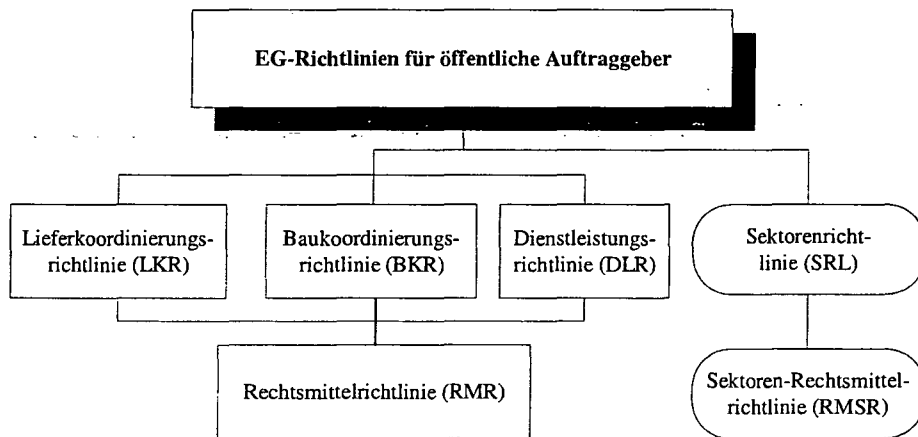 EG-Richtlinien für öffentliche Auftraggeber
Lieferkoordinierungs-
richtlinie (LKR)
Baukoordinierungs-
richtlinie (BKR)
Dienstleistungs-
richtlinie (DLR)
Sektorenricht-
linie (SRL)
Rechtsmittelrichtlinie (RMR)
Sektoren-Rechtsmittel-
richtlinie (RMSR)